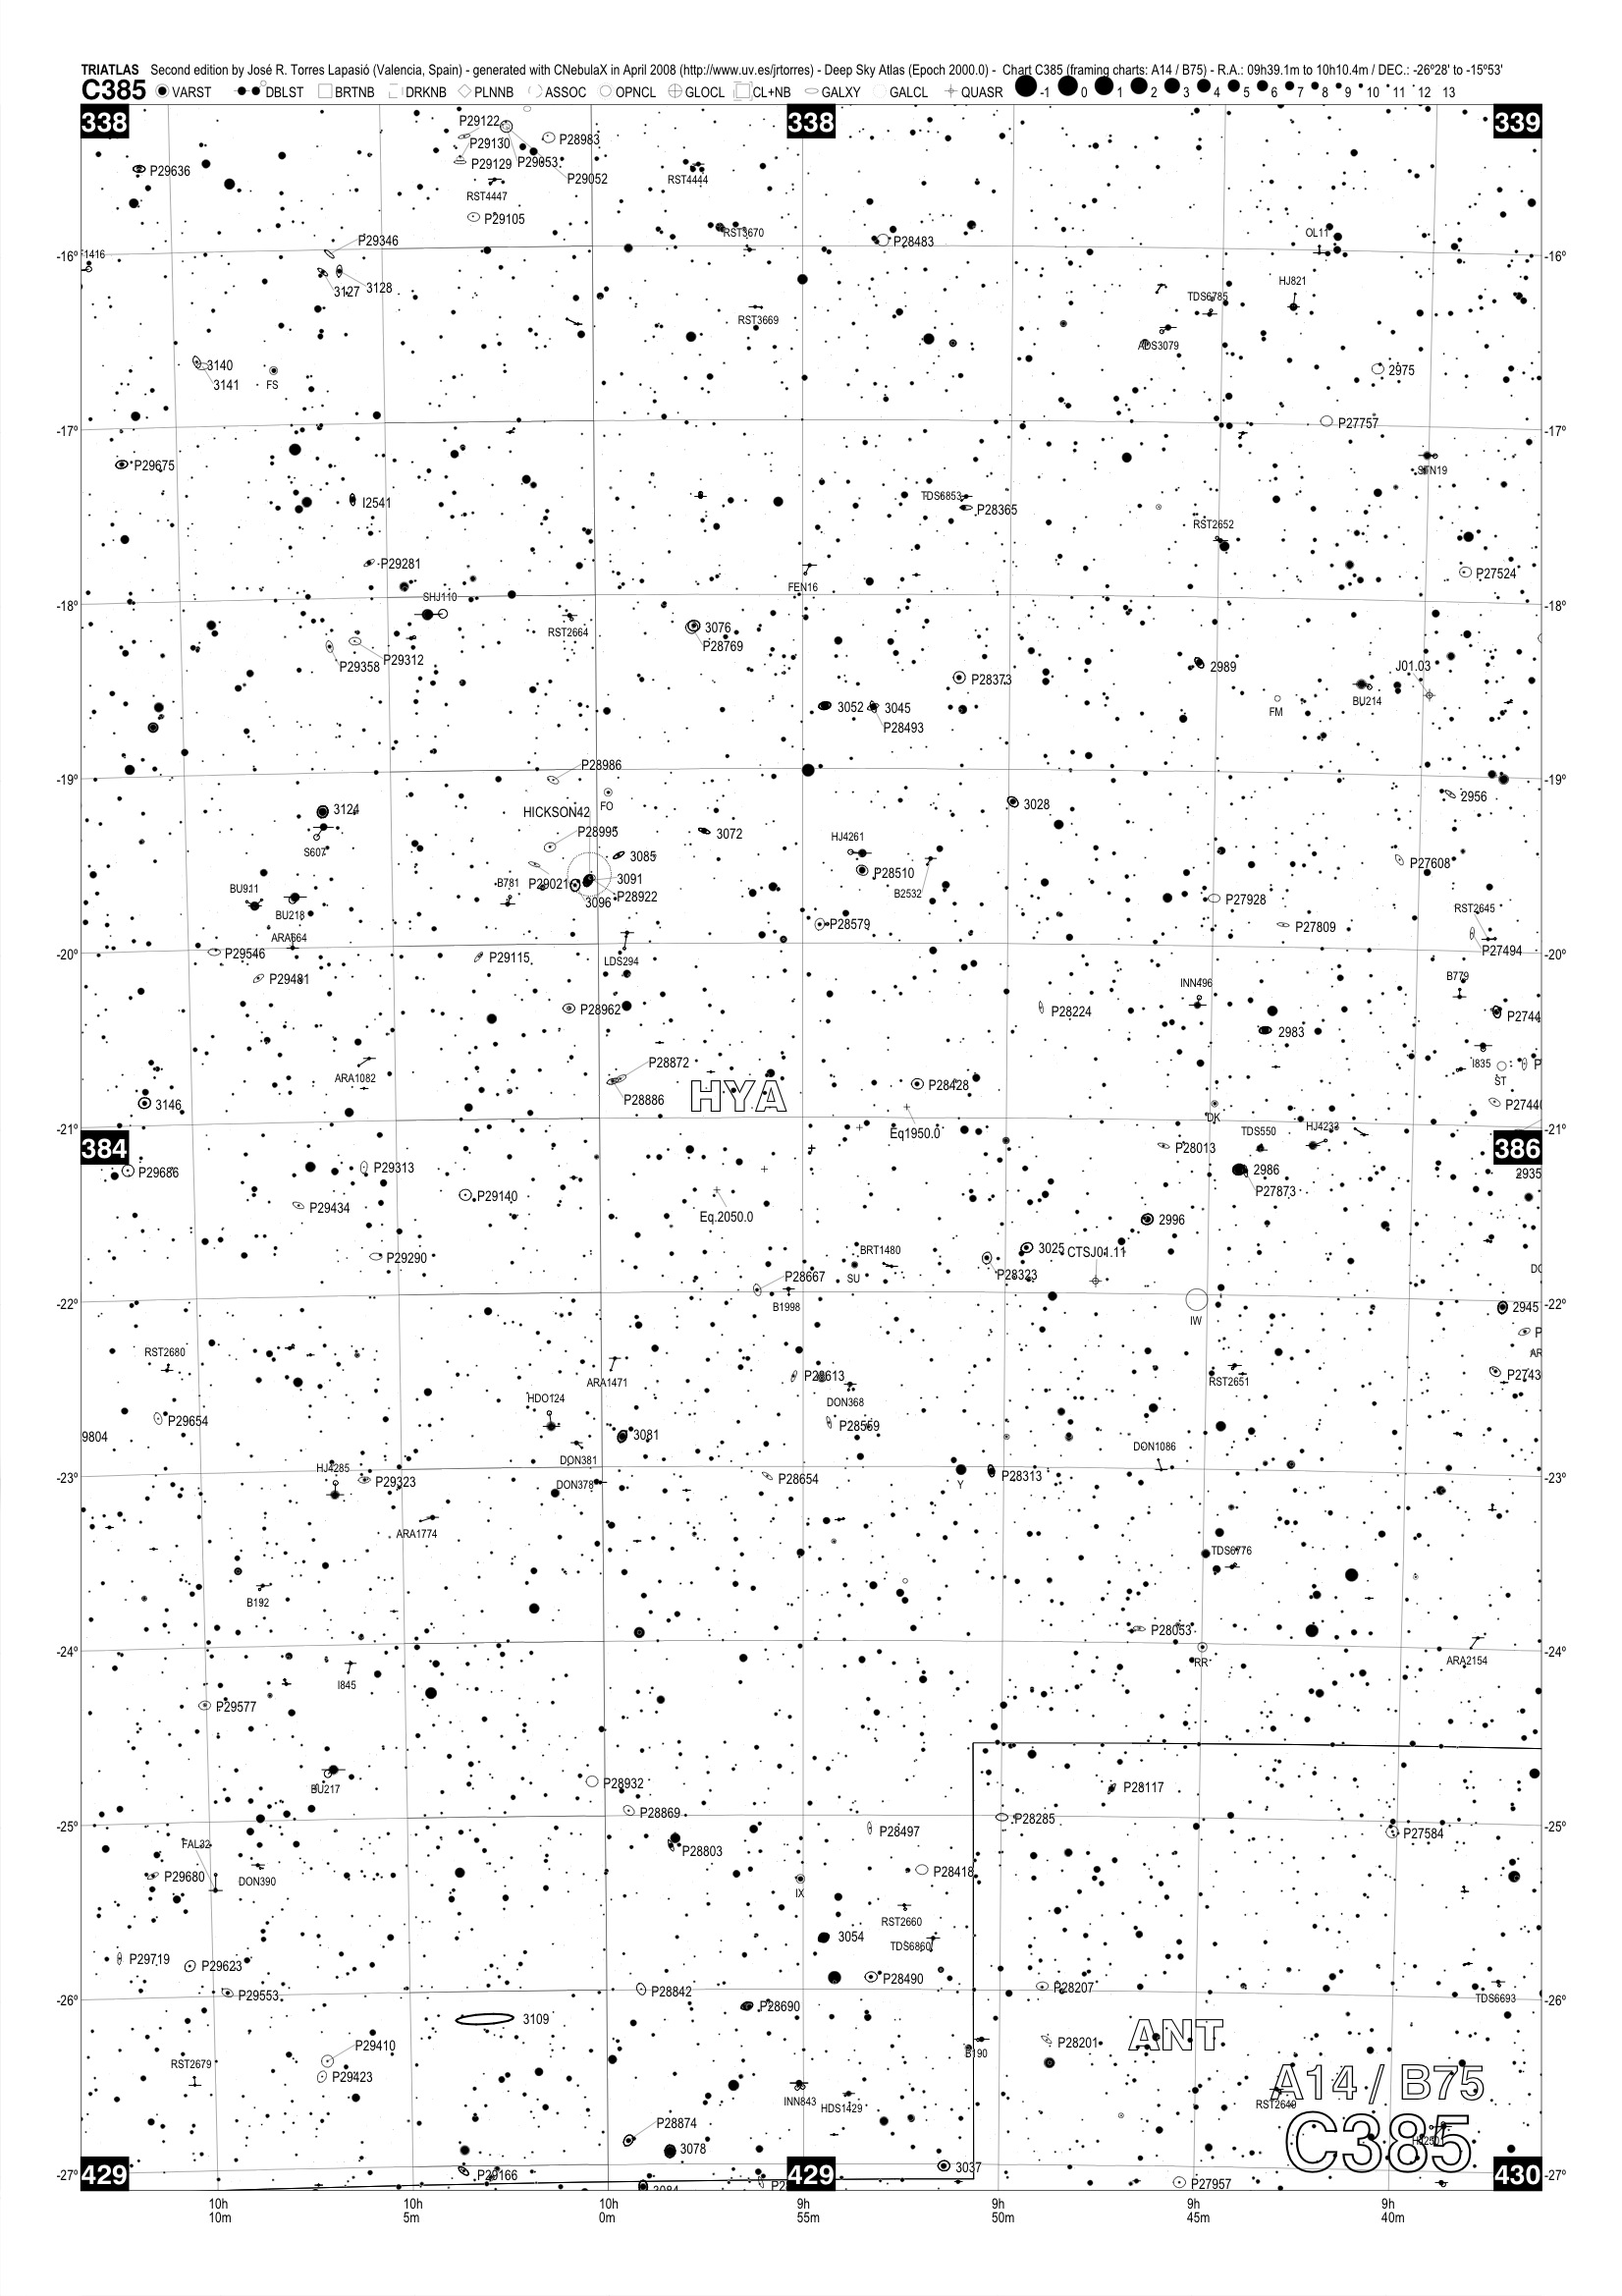 TRIATLAS Second edition by José R. Torres Lapasió (Valencia, Spain) - generated with CNebulaX in April 2008 (http://www.uv.es/jrtorres) - Deep Sky Atlas (Epoch 2000.0) - Chart C385 (framing charts: A14 / B75) - R.A.: 09h39.1m to 10h10.4m / DEC.: -26º28' to -15º53'
C385 VARST DBLST BRTNB DRKNB PLNNB ASSOC OPNCL GLOCL CL+NB GALXY GALCL QUASR -1 0 1 2 3 4 5 6 7 8 9 10 11 12 13
338 338 339
P29122
P29130 P28983
P29636 P29129 P29053
RST4444 P29052
RST4447
P29105
RST3670 OL11
P29346 P28483
-16º 1416 -16º
HJ821
3127 3128 TDS6785
RST3669
ADS3079
3140 2975
3141 FS
P27757
-17º -17º
P29675 STN19
I2541 TDS6853
P28365
RST2652
P29281 P27524
FEN16
SHJ110
-18º -18º
RST2664 3076
P28769
P29358 P29312 2989 J01.03
P28373
3052 3045 FM BU214
P28493
P28986
-19º -19º
FO 2956
3124 HICKSON42 3028
P28995 3072
S607 HJ4261
3085 P27608
BU911 B781 P29021 3091 P28510
P28922 B2532
BU218 3096 P27928 RST2645
P28579 P27809
ARA664
P29546 P29115 LDS294 P27494
-20º -20º
P29481 B779
INN496
P28962 P28224 P2744
2983
P28872 I835
ARA1082 ST
P28886 HYA P28428
3146 P2744
DK
-21º Eq1950.0 TDS550 HJ4233 -21º
384 P28013 386
P29686 P29313 2986 2935
P29140 P27873
P29434 Eq.2050.0 2996
P29290 BRT1480 3025 CTSJ01.11
P28667 SU P28323
B1998
-22º IW 2945 -22º
RST2680
P28613 RST2651 P2743
ARA1471
HDO124 DON368
P29654 P28559
9804 3081
DON1086
DON381
-23º HJ4285 P29323 DON378 P28654 Y P28313 -23º
ARA1774
TDS6776
B192
P28053
-24º RR ARA2154 -24º
I845
P29577
BU217 P28932 P28117
P28869 P28285
-25º P28497 P27584 -25º
FAL32 P28803
P29680 DON390 P28418
IX
RST2660
3054 TDS6860
P29719 P29623
P28490 P28207
P29553 P28842
-26º P28690 TDS6693 -26º
3109
P29410 P28201 ANT
RST2679 B190
P29423 A14 / B75
INN843 HDS1429 RST2649
P28874 C385
3078
3037
-27º 429 P29166 429 P27957 430 -27º
10h 10h 10h 9h 9h 9h 9h
10m 5m 0m 55m 50m 45m 40m